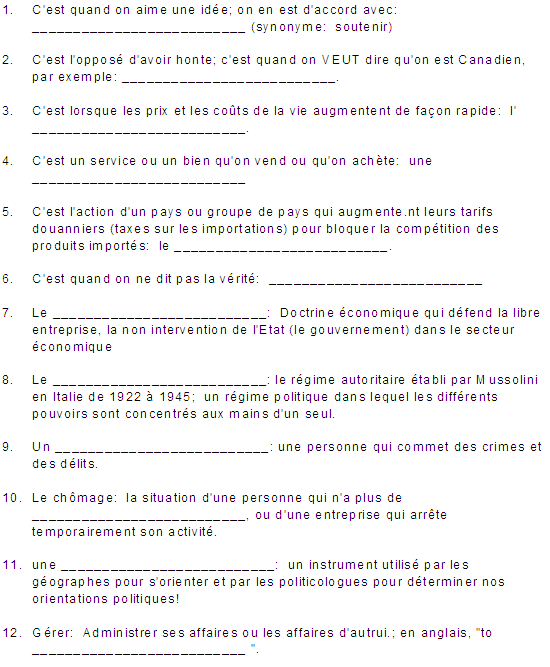 1. C'est quand on aime une idée; on en est d'accord avec:
__________________________ (synonyme: soutenir)
2. C'est l'opposé d'avoir honte; c'est quand on VEUT dire qu'on est Canadien,
par exemple: __________________________.
3. C'est lorsque les prix et les coûts de la vie augmentent de façon rapide: l'
__________________________.
4. C'est un service ou un bien qu'on vend ou qu'on achète: une
__________________________
5. C'est l'action d'un pays ou groupe de pays qui augmente.nt leurs tarifs
douanniers (taxes sur les importations) pour bloquer la compétition des
produits importés: le __________________________.
6. C'est quand on ne dit pas la vérité: __________________________
7. Le __________________________: Doctrine économique qui défend la libre
entreprise, la non intervention de l'Etat (le gouvernement) dans le secteur
économique
8. Le __________________________: le régime autoritaire établi par Mussolini
en Italie de 1922 à 1945; un régime politique dans lequel les différents
pouvoirs sont concentrés aux mains d'un seul.
9. Un __________________________: une personne qui commet des crimes et
des délits.
10. Le chômage: la situation d'une personne qui n'a plus de
__________________________, ou d'une entreprise qui arrête
temporairement son activité.
11. une __________________________: un instrument utilisé par les
géographes pour s'orienter et par les politicologues pour déterminer nos
orientations politiques!
12. Gérer: Administrer ses affaires ou les affaires d'autrui.; en anglais, "to
__________________________ ".